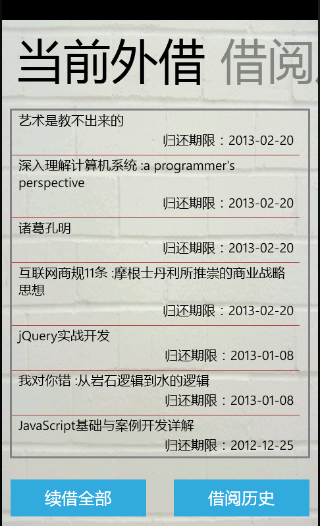 当前外借 借阅
艺术是教不出来的
归还期限：2013-02-20
深入理解计算机系统 :a programmer's
perspective
归还期限：2013-02-20
诸葛孔明
归还期限：2013-02-20
互联网商规11条 :摩根士丹利所推崇的商业战略
思想
归还期限：2013-02-20
jQuery实战开发
归还期限：2013-01-08
我对你错 :从岩石逻辑到水的逻辑
归还期限：2013-01-08
JavaScript基础与案例开发详解
归还期限：2012-12-25
续借全部 借阅历史